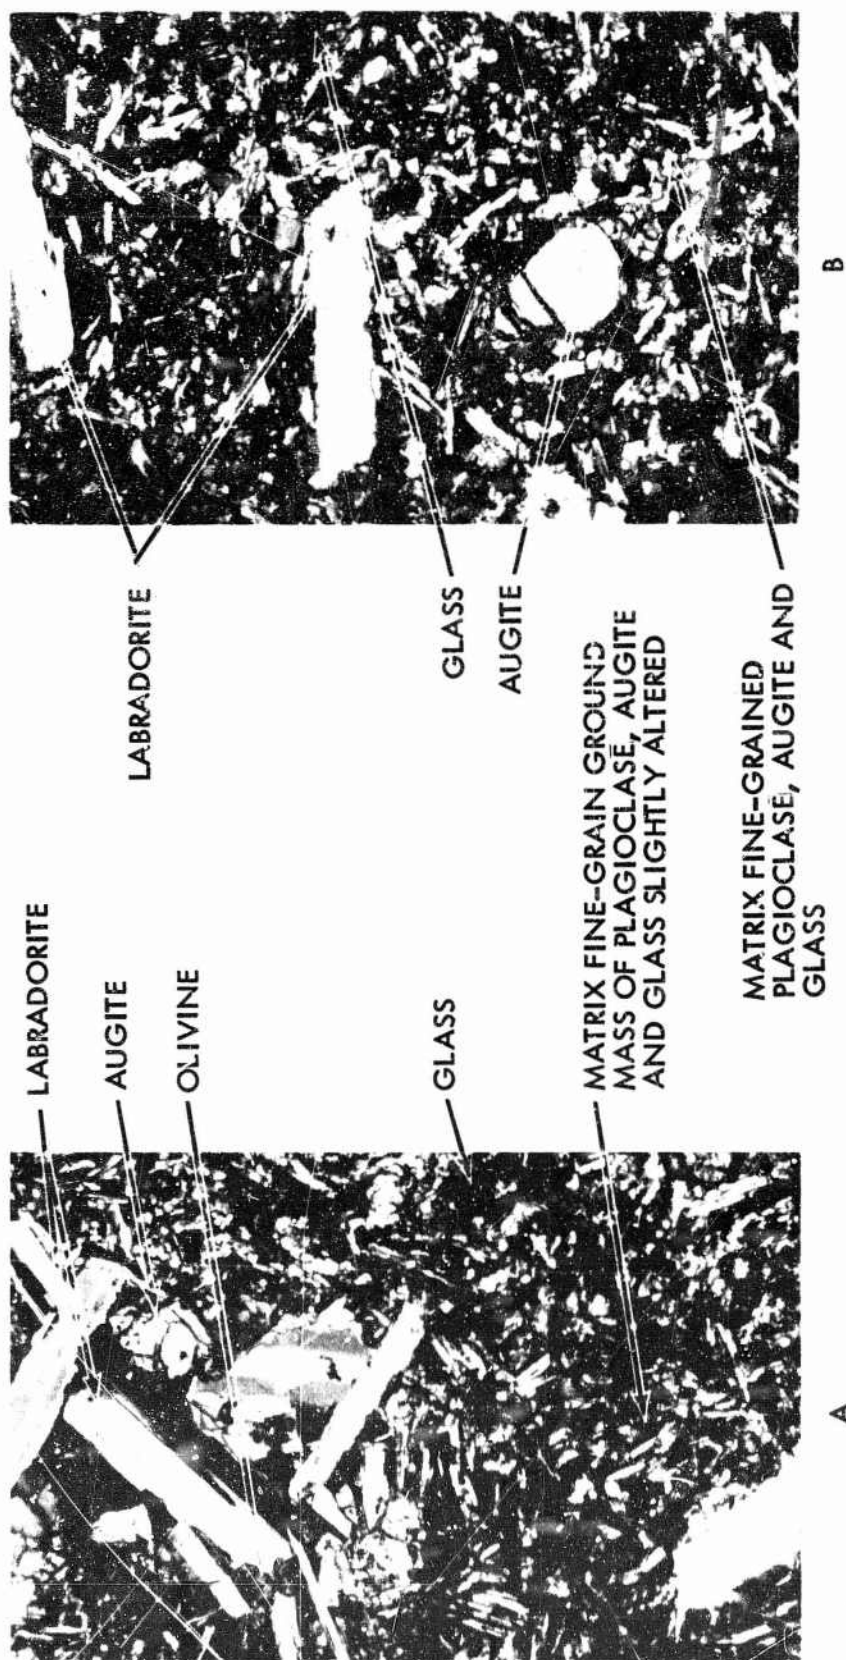 LABRADORITE
AUGITE
OLIVINE
GLASS
MATRIX FINE-GRAIN GROUND
MASS OF PLAGIOCLASE, AUGITE
AND GLASS SLIGHTLY ALTERED
A
LABRADORITE
GLASS
AUGITE
MATRIX FINE-GRAINED
PLAGIOCLASE, AUGITE AND
GLASS
B